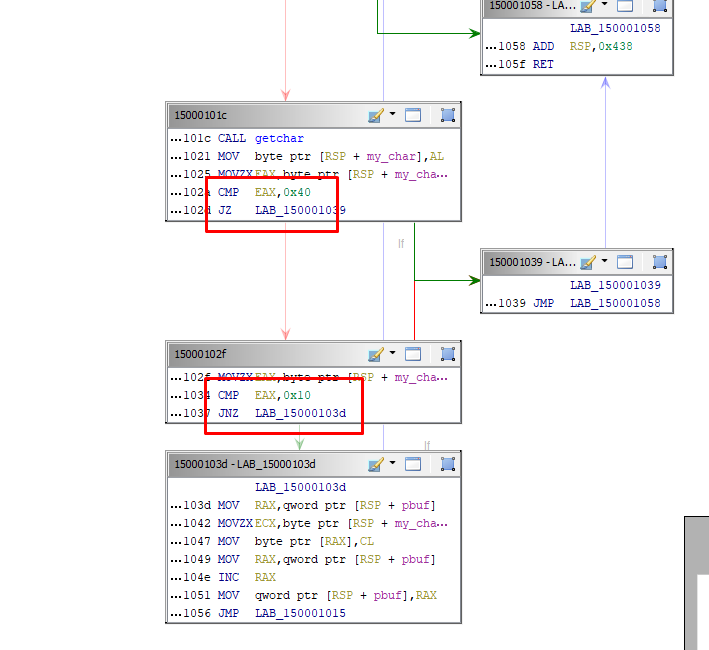 150001058 - LA...
LAB_150001058
...1058 ADD RSP,0x438
...105f RET
15000101c
...101c CALL getchar
...1021 MOV byte ptr [RSP + my_char],AL
...1025 MOVZX EAX,byte ptr [RSP + my_cha...
...102a CMP EAX,0x40
...102d JZ LAB_150001039
If
150001039 - LA...
LAB_150001039
...1039 JMP LAB_150001058
15000102f
...102f MOVZX EAX,byte ptr [RSP + my_cha...
...1034 CMP EAX,0x10
...1037 JNZ LAB_15000103d
If
15000103d - LAB_15000103d
LAB_15000103d
...103d MOV RAX,qword ptr [RSP + pbuf]
...1042 MOVZX ECX,byte ptr [RSP + my_cha...
...1047 MOV byte ptr [RAX],CL
...1049 MOV RAX,qword ptr [RSP + pbuf]
...104e INC RAX
...1051 MOV qword ptr [RSP + pbuf],RAX
...1056 JMP LAB_150001015